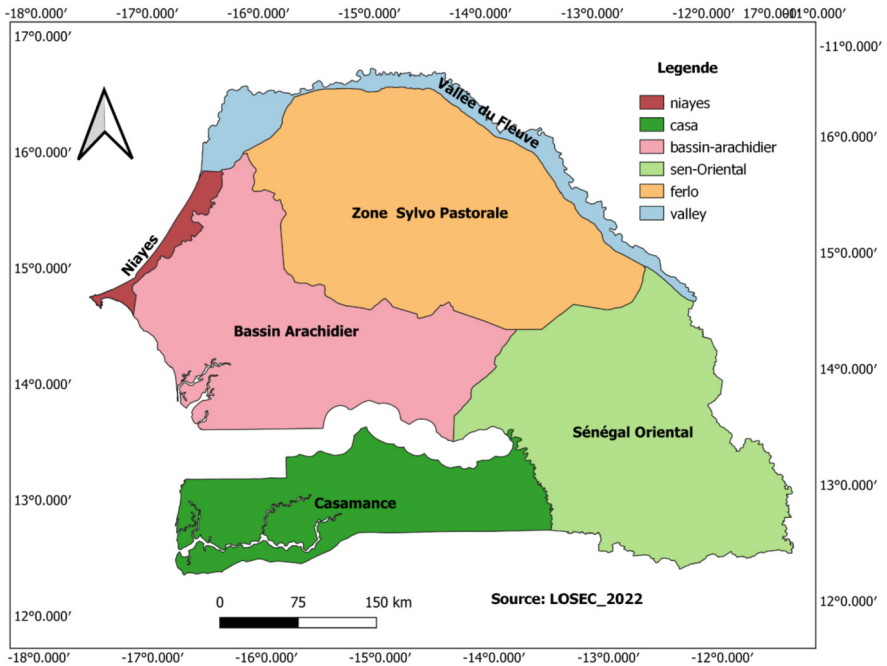 -18°0.000′ -17°0.000′ -16°0.000′ -15°0.000′ -14°0.000′ -13°0.000′ -12°0.000′
17°0.000′
-11°0.000′
-11°0.000′
Legende
niayes
casa
bassin-arachidier
sen-Oriental
ferlo
valley
Vallée du Fleuve
16°0.000′
16°0.000′
Zone Sylvo Pastorale
Niayes
15°0.000′
15°0.000′
Bassin Arachidier
14°0.000′
14°0.000′
Sénégal Oriental
13°0.000′
13°0.000′
Casamance
12°0.000′
12°0.000′
0 75 150 km
Source: LOSEC_2022
-18°0.000′ -17°0.000′ -16°0.000′ -15°0.000′ -14°0.000′ -13°0.000′ -12°0.000′